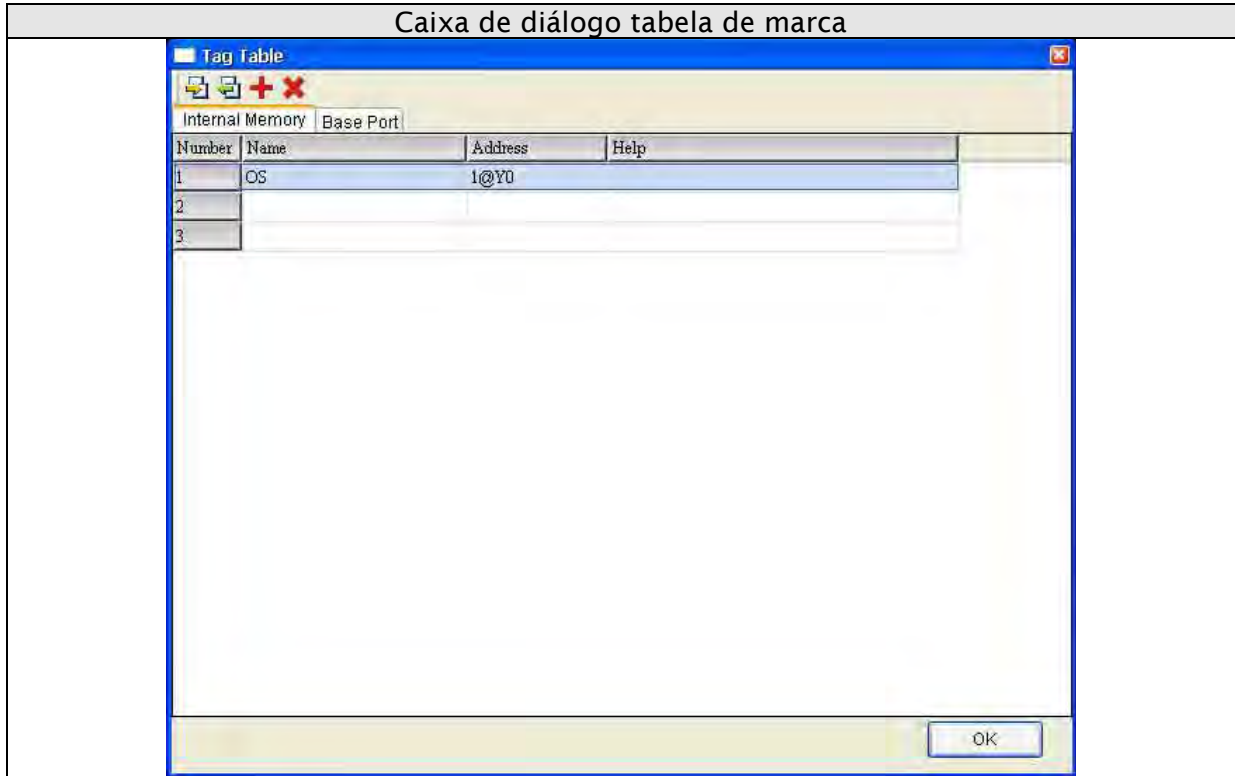 Caixa de diálogo tabela de marca
Tag Table
Internal Memory Base Port
Number Name Address Help
1 OS 1@Y0
2
3
OK